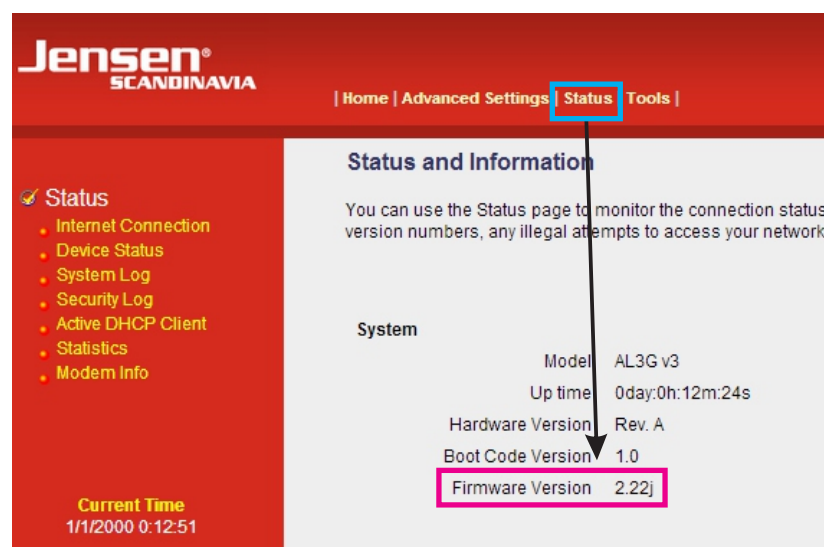 Jensen®
SCANDINAVIA
| Home | Advanced Settings | Status | Tools |
Status
Internet Connection
Device Status
System Log
Security Log
Active DHCP Client
Statistics
Modem Info
Current Time
1/1/2000 0:12:51
Status and Information
You can use the Status page to monitor the connection status
version numbers, any illegal attempts to access your network
System
Model AL3G v3
Up time 0day:0h:12m:24s
Hardware Version Rev. A
Boot Code Version 1.0
Firmware Version 2.22j